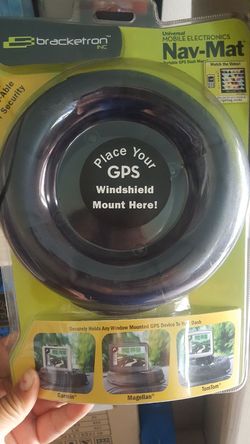 bracketron
INC
Universal
MOBILE ELECTRONICS
Nav-Mat
Portable GPS Dash Mount
Watch the Video!
Security
Place Your
GPS
Windshield
Mount Here!
Securely Holds Any Window Mounted GPS Device To Your Dash
Garmin
Magellan
TomTom